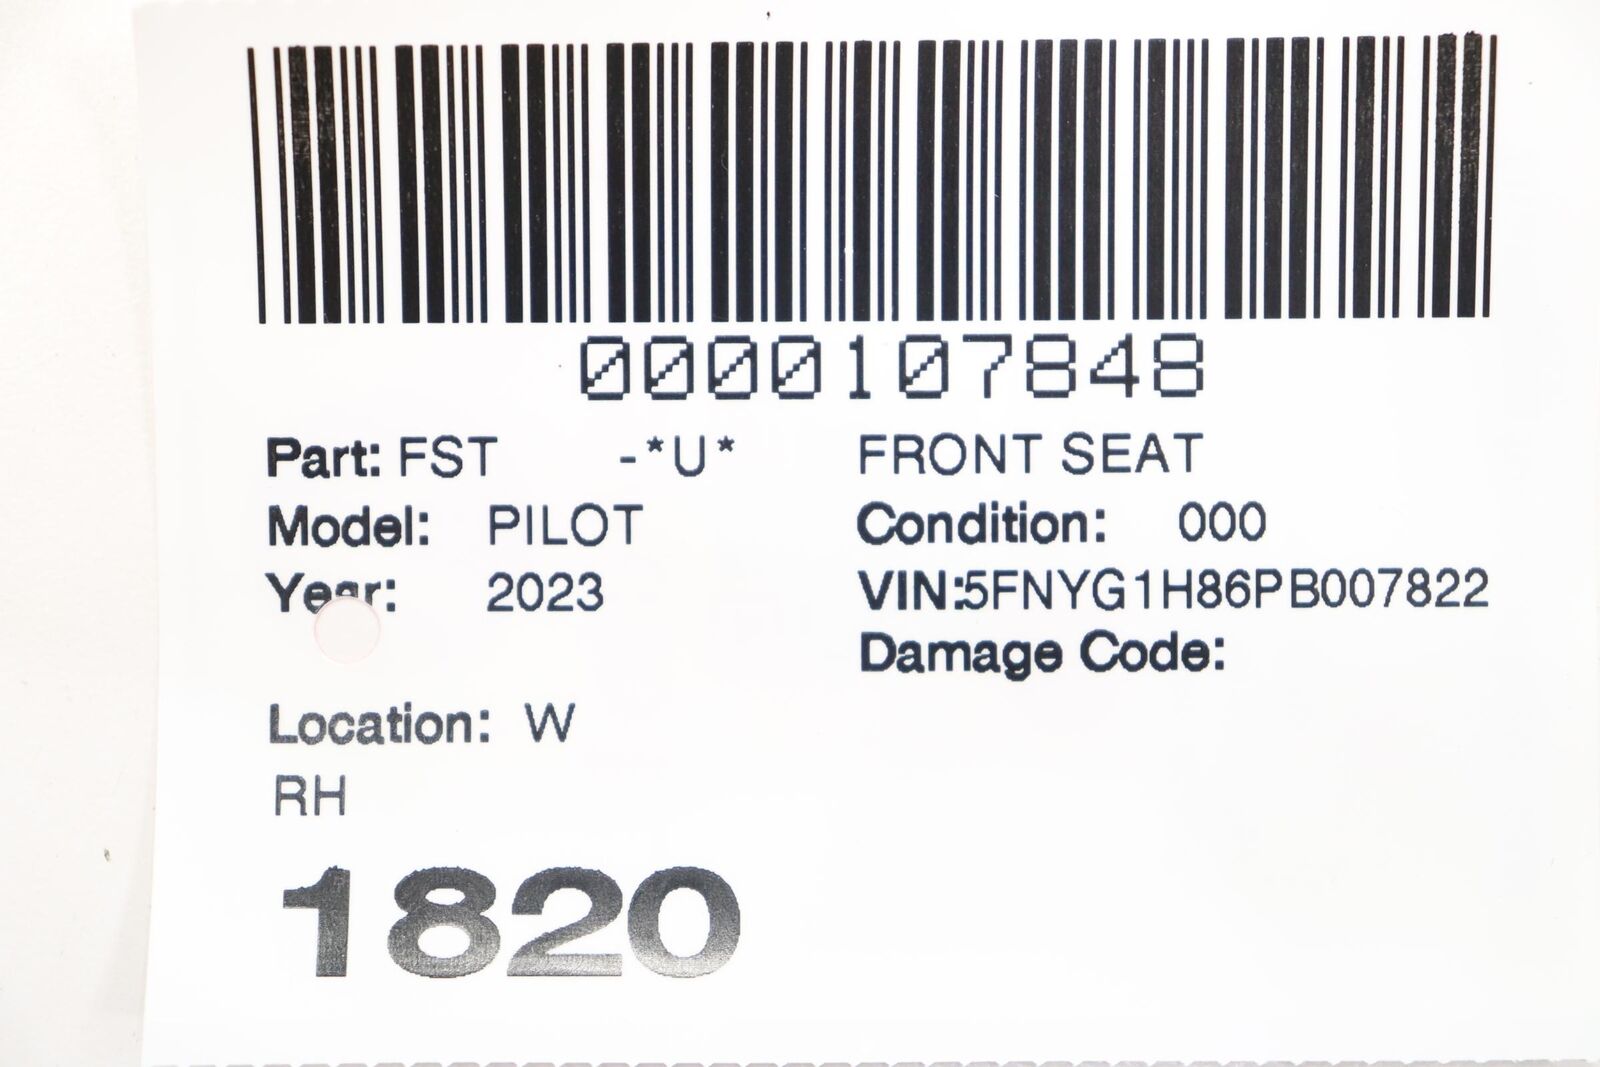 0000107848
Part: FST -*U* FRONT SEAT
Model: PILOT Condition: 000
Year: 2023 VIN:5FNYG1H86PB007822
Damage Code:
Location: W
RH
1820